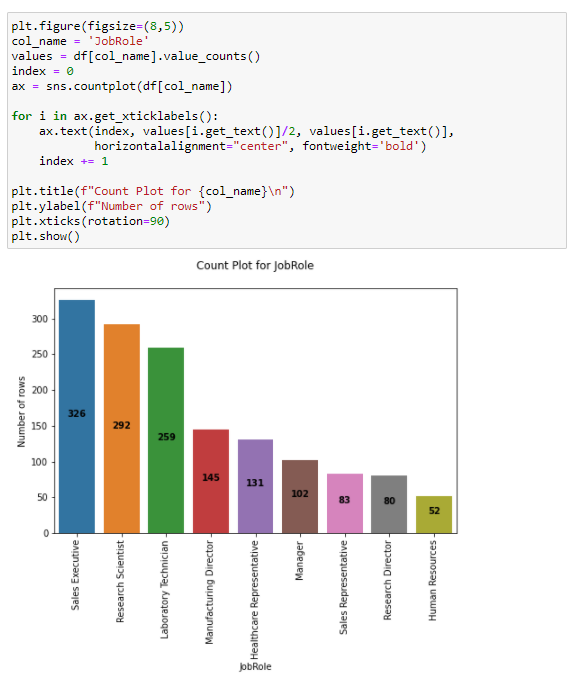 plt.figure(figsize=(8,5))
col_name = 'JobRole'
values = df[col_name].value_counts()
index = 0
ax = sns.countplot(df[col_name])
for i in ax.get_xticklabels():
    ax.text(index, values[i.get_text()]/2, values[i.get_text()],
            horizontalalignment="center", fontweight='bold')
    index += 1
plt.title(f"Count Plot for {col_name}\n")
plt.ylabel(f"Number of rows")
plt.xticks(rotation=90)
plt.show()
Count Plot for JobRole
Number of rows
300
250
200
150
100
50
0
326
292
259
145
131
102
83
80
52
Sales Executive
Research Scientist
Laboratory Technician
Manufacturing Director
Healthcare Representative
Manager
Sales Representative
Research Director
Human Resources
JobRole